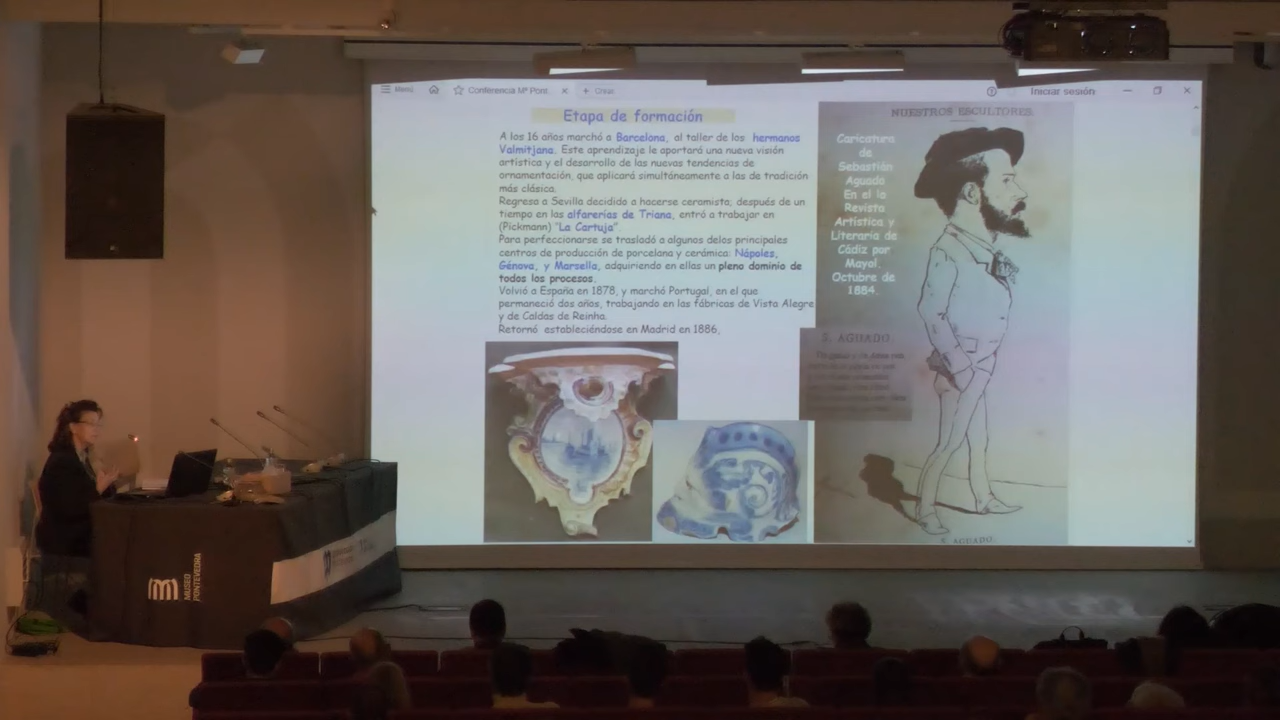 Menú
Conferencia Mª Pont
+ Crear
Iniciar sesión
Etapa de formación
A los 16 años marchó a Barcelona, al taller de los hermanos
Valmitjana. Este aprendizaje le aportará una nueva visión
artística y el desarrollo de las nuevas tendencias de
ornamentación, que aplicará simultáneamente a las de tradición
más clásica.
Regresa a Sevilla decidido a hacerse ceramista; después de un
tiempo en las alfarerías de Triana, entró a trabajar en
(Pickmann) "La Cartuja".
Para perfeccionarse se trasladó a algunos delos principales
centros de producción de porcelana y cerámica: Nápoles,
Génova, y Marsella, adquiriendo en ellas un pleno dominio de
todos los procesos.
Volvió a España en 1878, y marchó Portugal, en el que
permaneció dos años, trabajando en las fábricas de Vista Alegre
y de Caldas de Reinha.
Retornó estableciéndose en Madrid en 1886,
NUESTROS ESCULTORES.
Caricatura
de
Sebastián
Aguado
En el la
Revista
Artística y
Literaria de
Cádiz por
Mayol,
Octubre de
1884.
S. AGUADO.
S. AGUADO.
MUSEO
PONTEVEDRA